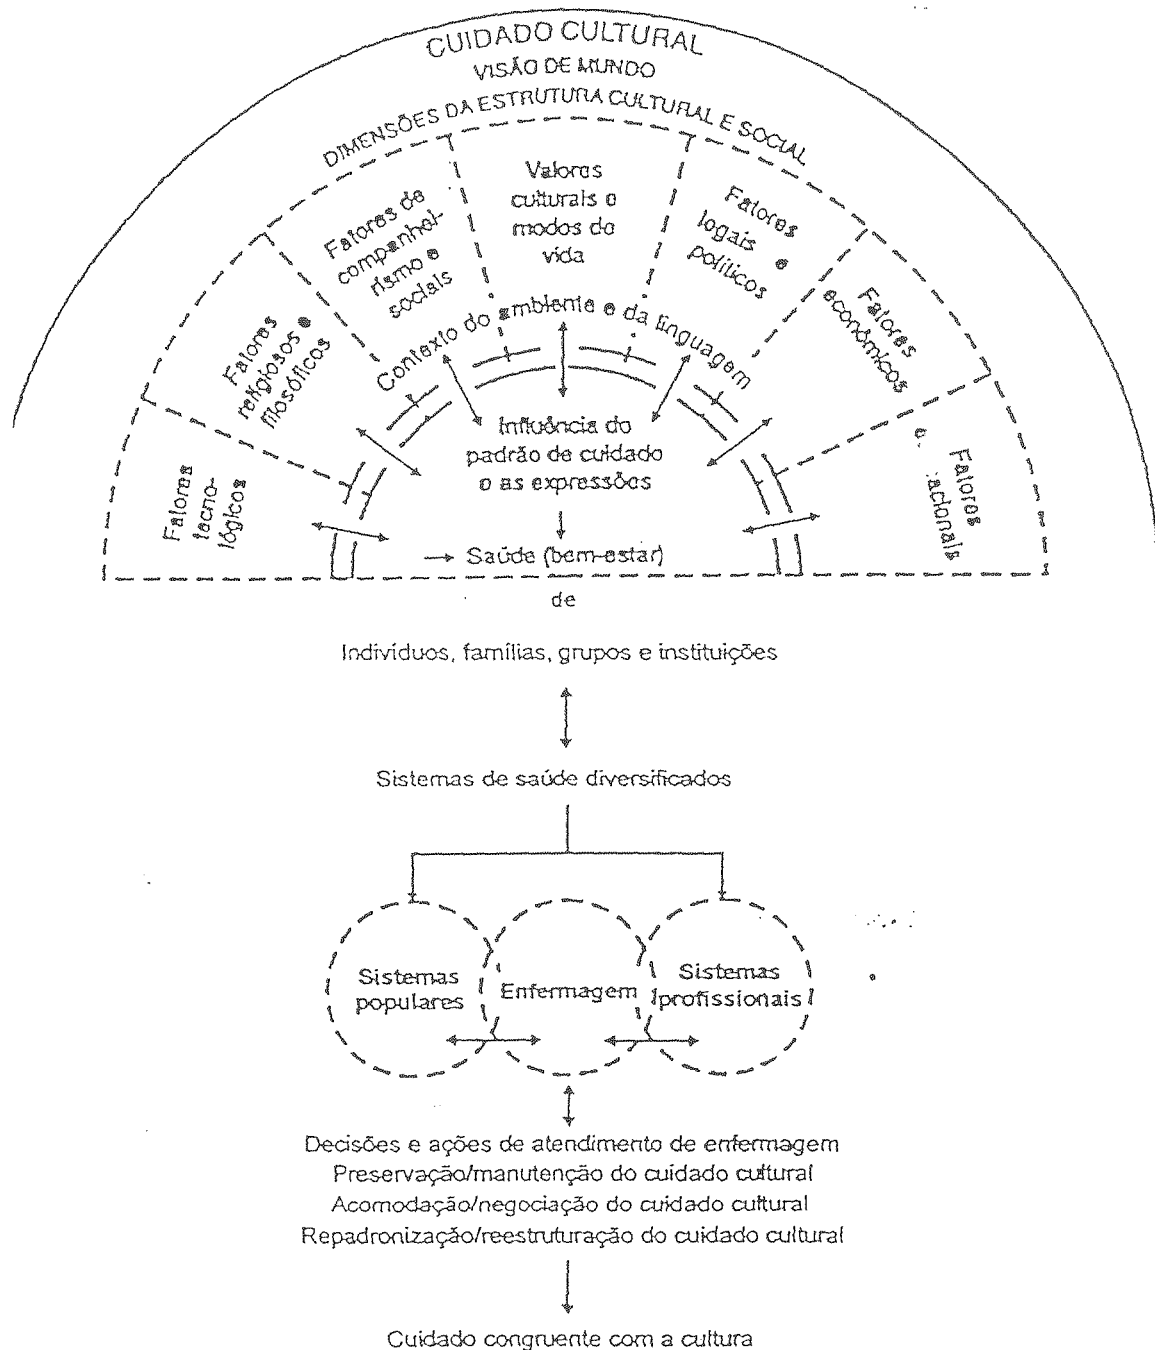 CUIDADO CULTURAL
VISÃO DE MUNDO
DIMENSÕES DA ESTRUTURA CULTURAL E SOCIAL
Fatores
tecno-
lógicos
Fatores
religiosos e
filosóficos
Fatores de
companhei-
rismo e
sociais
Valores
culturais e
modos de
vida
Fatores
legais e
políticos
Fatores
econômicos
Fatores
Contexto do ambiente e da linguagem
Influência do
padrão de cuidado
e as expressões
Saúde (bem-estar)
de
Indivíduos, famílias, grupos e instituições
Sistemas de saúde diversificados
Sistemas
populares
Enfermagem
Sistemas
profissionais
Decisões e ações de atendimento de enfermagem
Preservação/manutenção do cuidado cultural
Acomodação/negociação do cuidado cultural
Repadronização/reestruturação do cuidado cultural
Cuidado congruente com a cultura